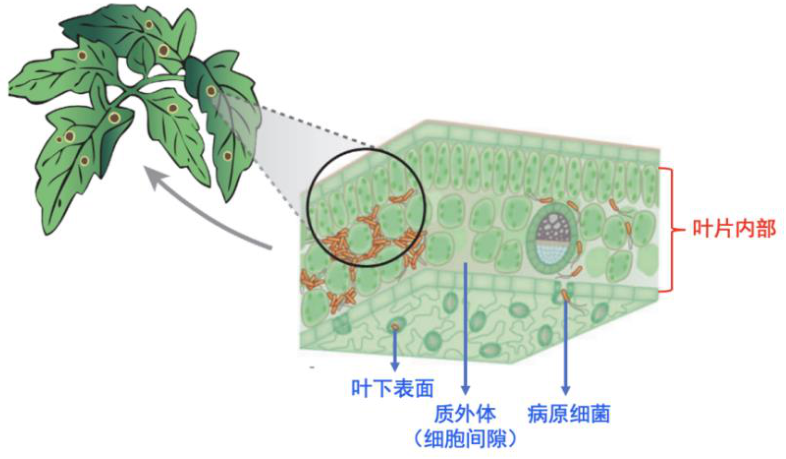 叶片内部
叶下表面
质外体
（细胞间隙）
病原细菌